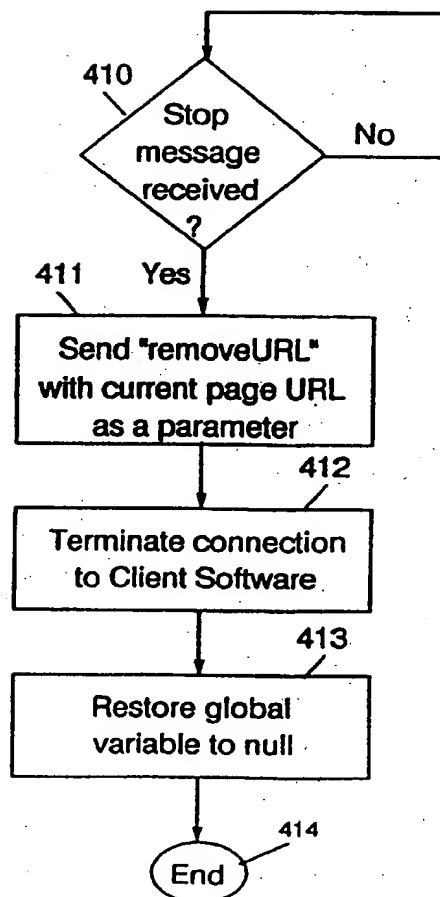 410
Stop
message
received
?
No
Yes
411
Send "removeURL"
with current page URL
as a parameter
412
Terminate connection
to Client Software
413
Restore global
variable to null
End
414